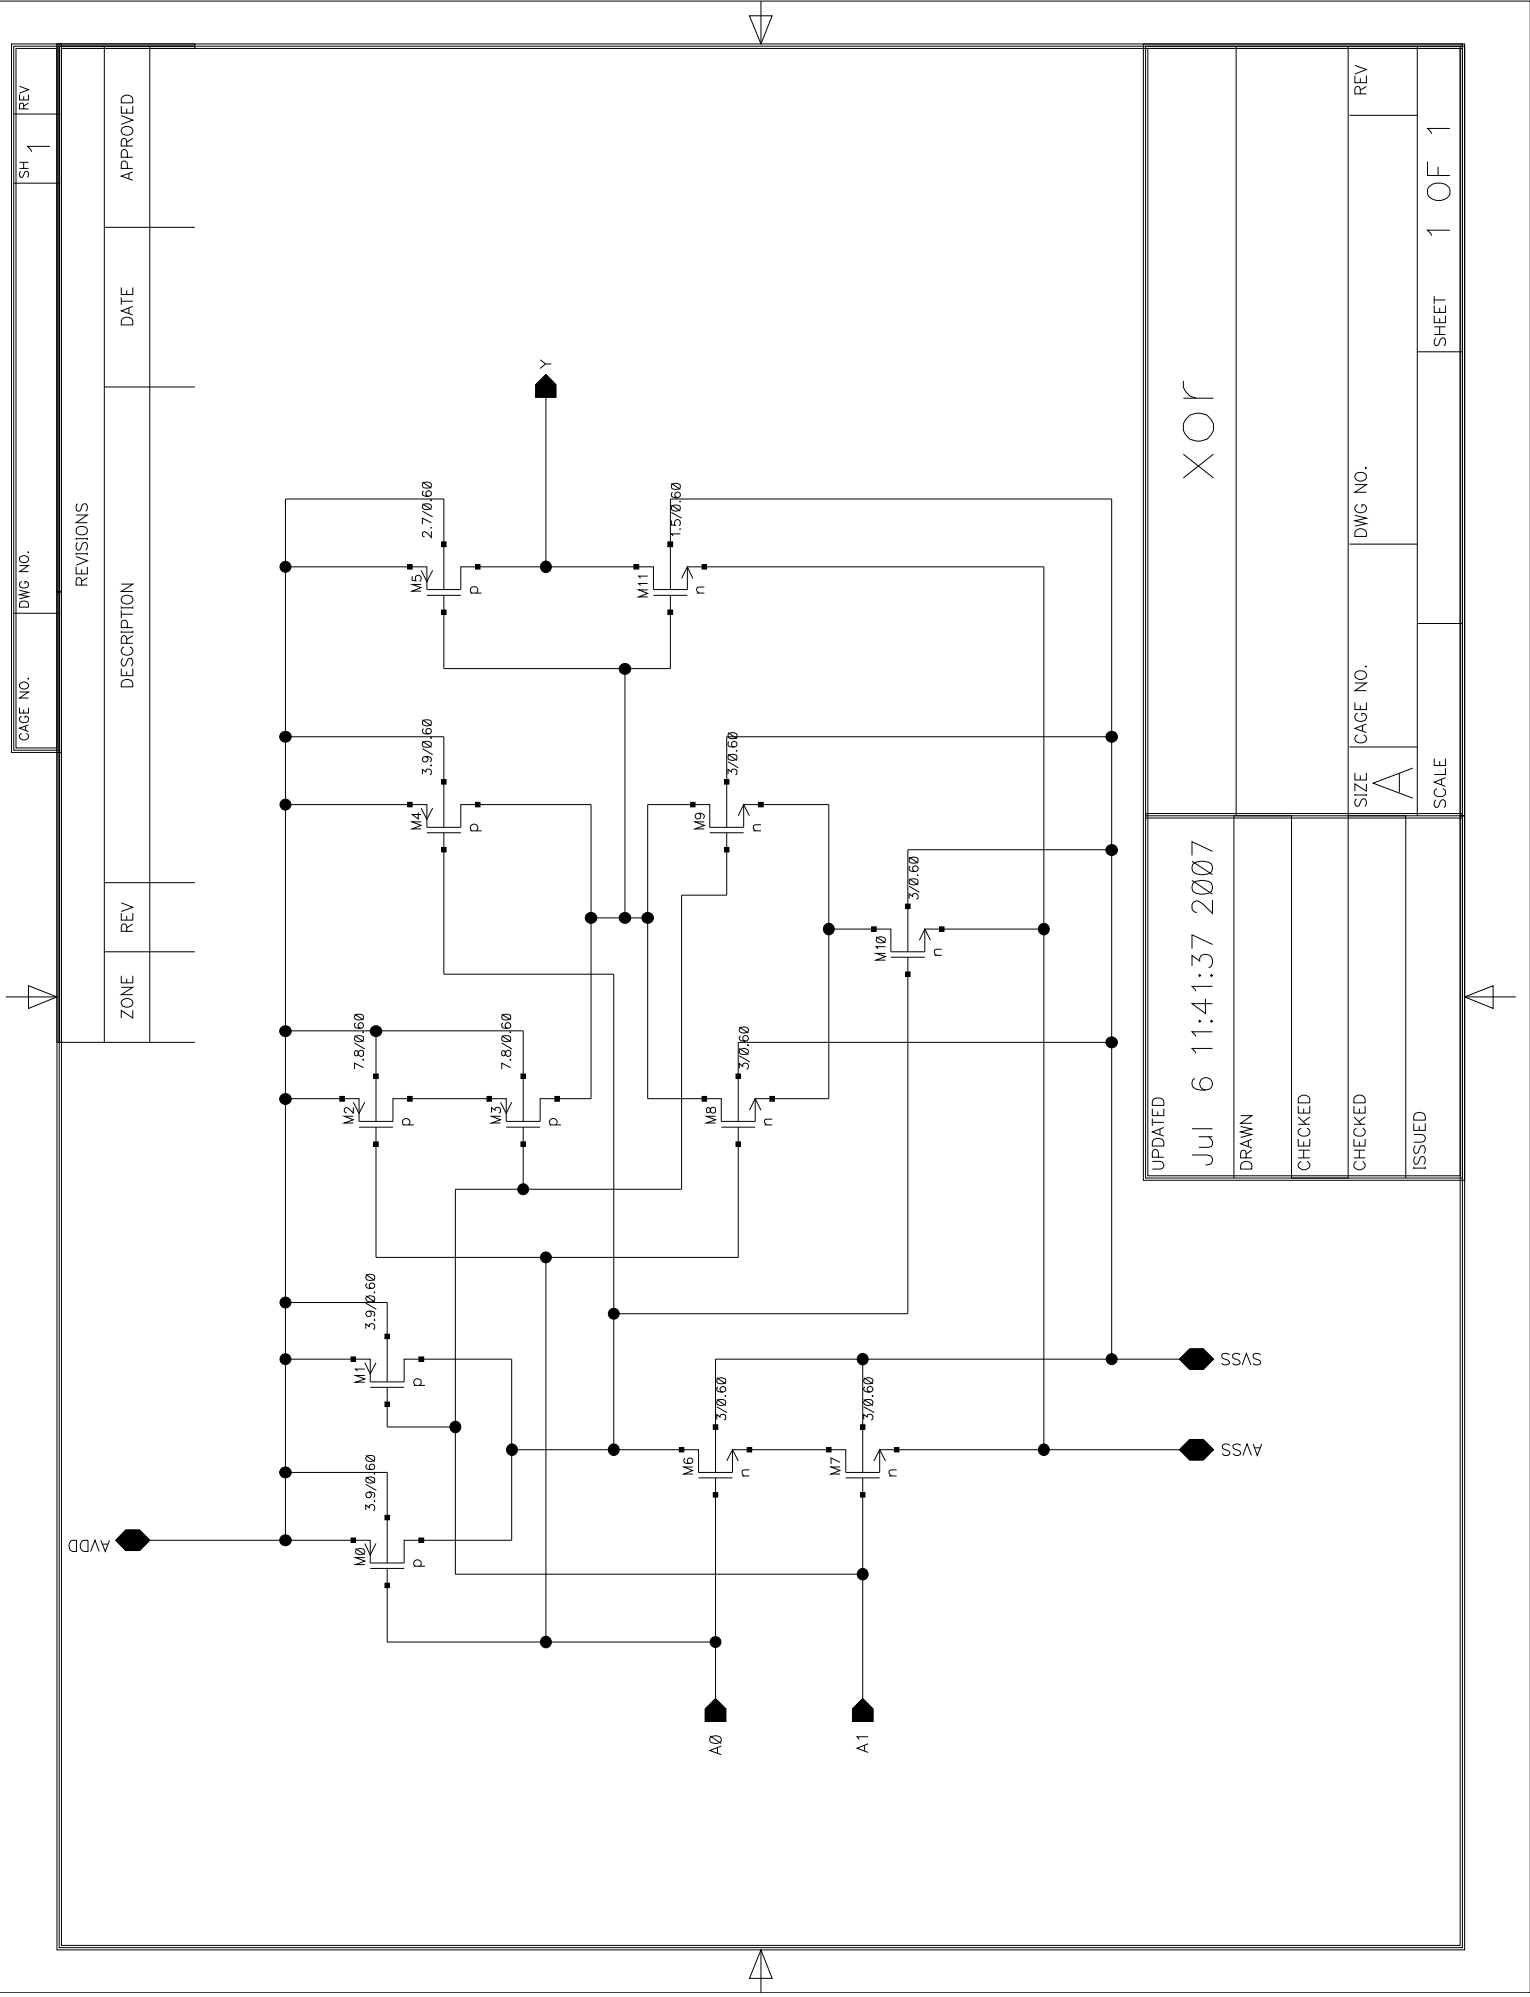 CAGE NO.
DWG NO.
SH 1
REV
REVISIONS
ZONE
REV
DESCRIPTION
DATE
APPROVED
AVDD
M0
3.9/0.60
p
M1
3.9/0.60
p
M2
7.8/0.60
p
M3
7.8/0.60
p
M4
3.9/0.60
p
M5
2.7/0.60
p
Y
M6
3/0.60
n
M7
3/0.60
n
M8
3/0.60
n
M9
3/0.60
n
M10
3/0.60
n
M11
1.5/0.60
n
A0
A1
AVSS
SVSS
UPDATED
Jul 6 11:41:37 2007
DRAWN
CHECKED
CHECKED
ISSUED
xor
SIZE
A
CAGE NO.
DWG NO.
REV
SCALE
SHEET 1 OF 1